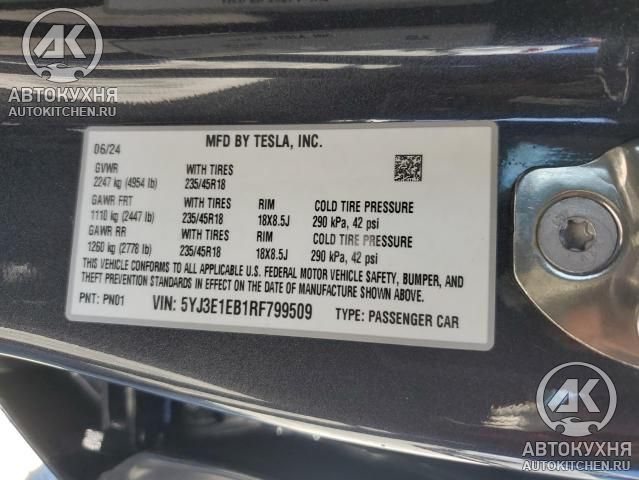 АК
АВТОКУХНЯ
AUTOKITCHEN.RU
MFD BY TESLA, INC.
06/24
GVWR WITH TIRES
2247 kg (4954 lb) 235/45R18
GAWR FRT WITH TIRES RIM COLD TIRE PRESSURE
1110 kg (2447 lb) 235/45R18 18X8.5J 290 kPa, 42 psi
GAWR RR WITH TIRES RIM COLD TIRE PRESSURE
1260 kg (2778 lb) 235/45R18 18X8.5J 290 kPa, 42 psi
THIS VEHICLE CONFORMS TO ALL APPLICABLE U.S. FEDERAL MOTOR VEHICLE SAFETY, BUMPER, AND
THEFT PREVENTION STANDARDS IN EFFECT ON THE DATE OF MANUFACTURE SHOWN ABOVE.
PNT: PN01 VIN: 5YJ3E1EB1RF799509 TYPE: PASSENGER CAR
АК
АВТОКУХНЯ
AUTOKITCHEN.RU